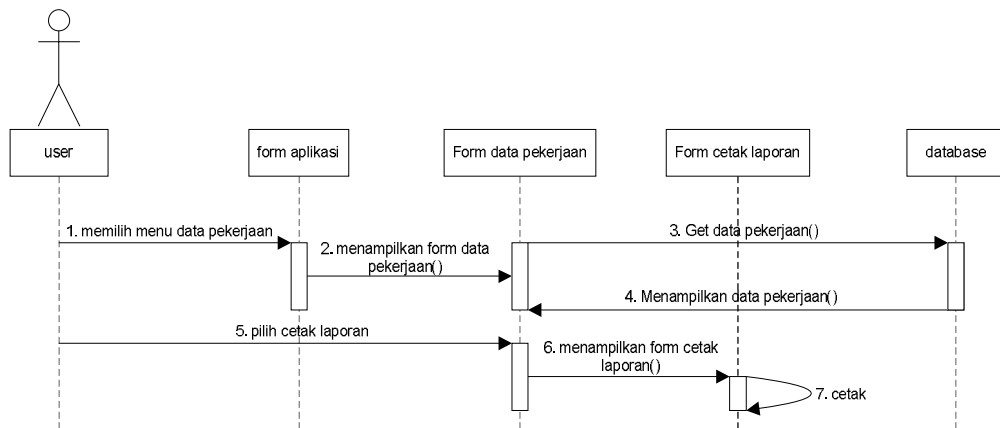 user
form aplikasi
Form data pekerjaan
Form cetak laporan
database
1. memilih menu data pekerjaan
2. menampilkan form data
pekerjaan()
3. Get data pekerjaan()
4. Menampilkan data pekerjaan()
5. pilih cetak laporan
6. menampilkan form cetak
laporan()
7. cetak